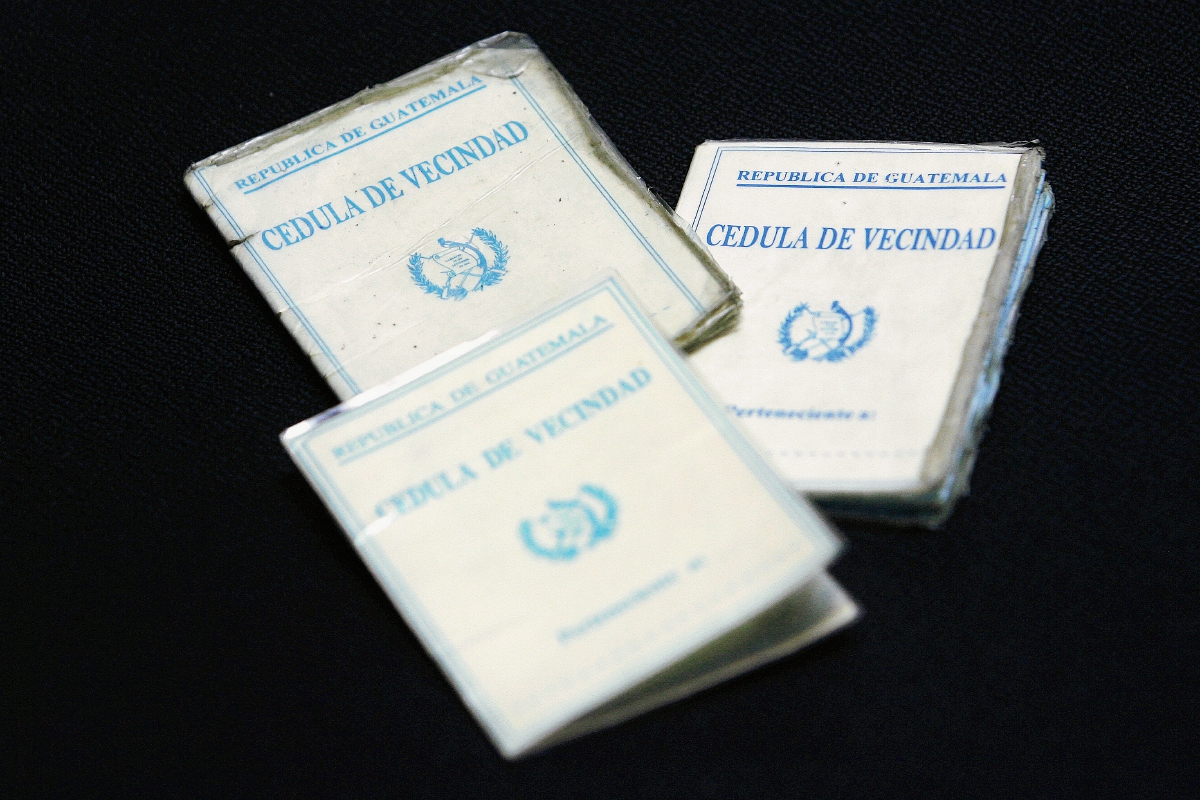 REPUBLICA DE GUATEMALA
CEDULA DE VECINDAD
REPUBLICA DE GUATEMALA
CEDULA DE VECINDAD
Perteneciente a:
REPUBLICA DE GUATEMALA
CEDULA DE VECINDAD
Perteneciente a: